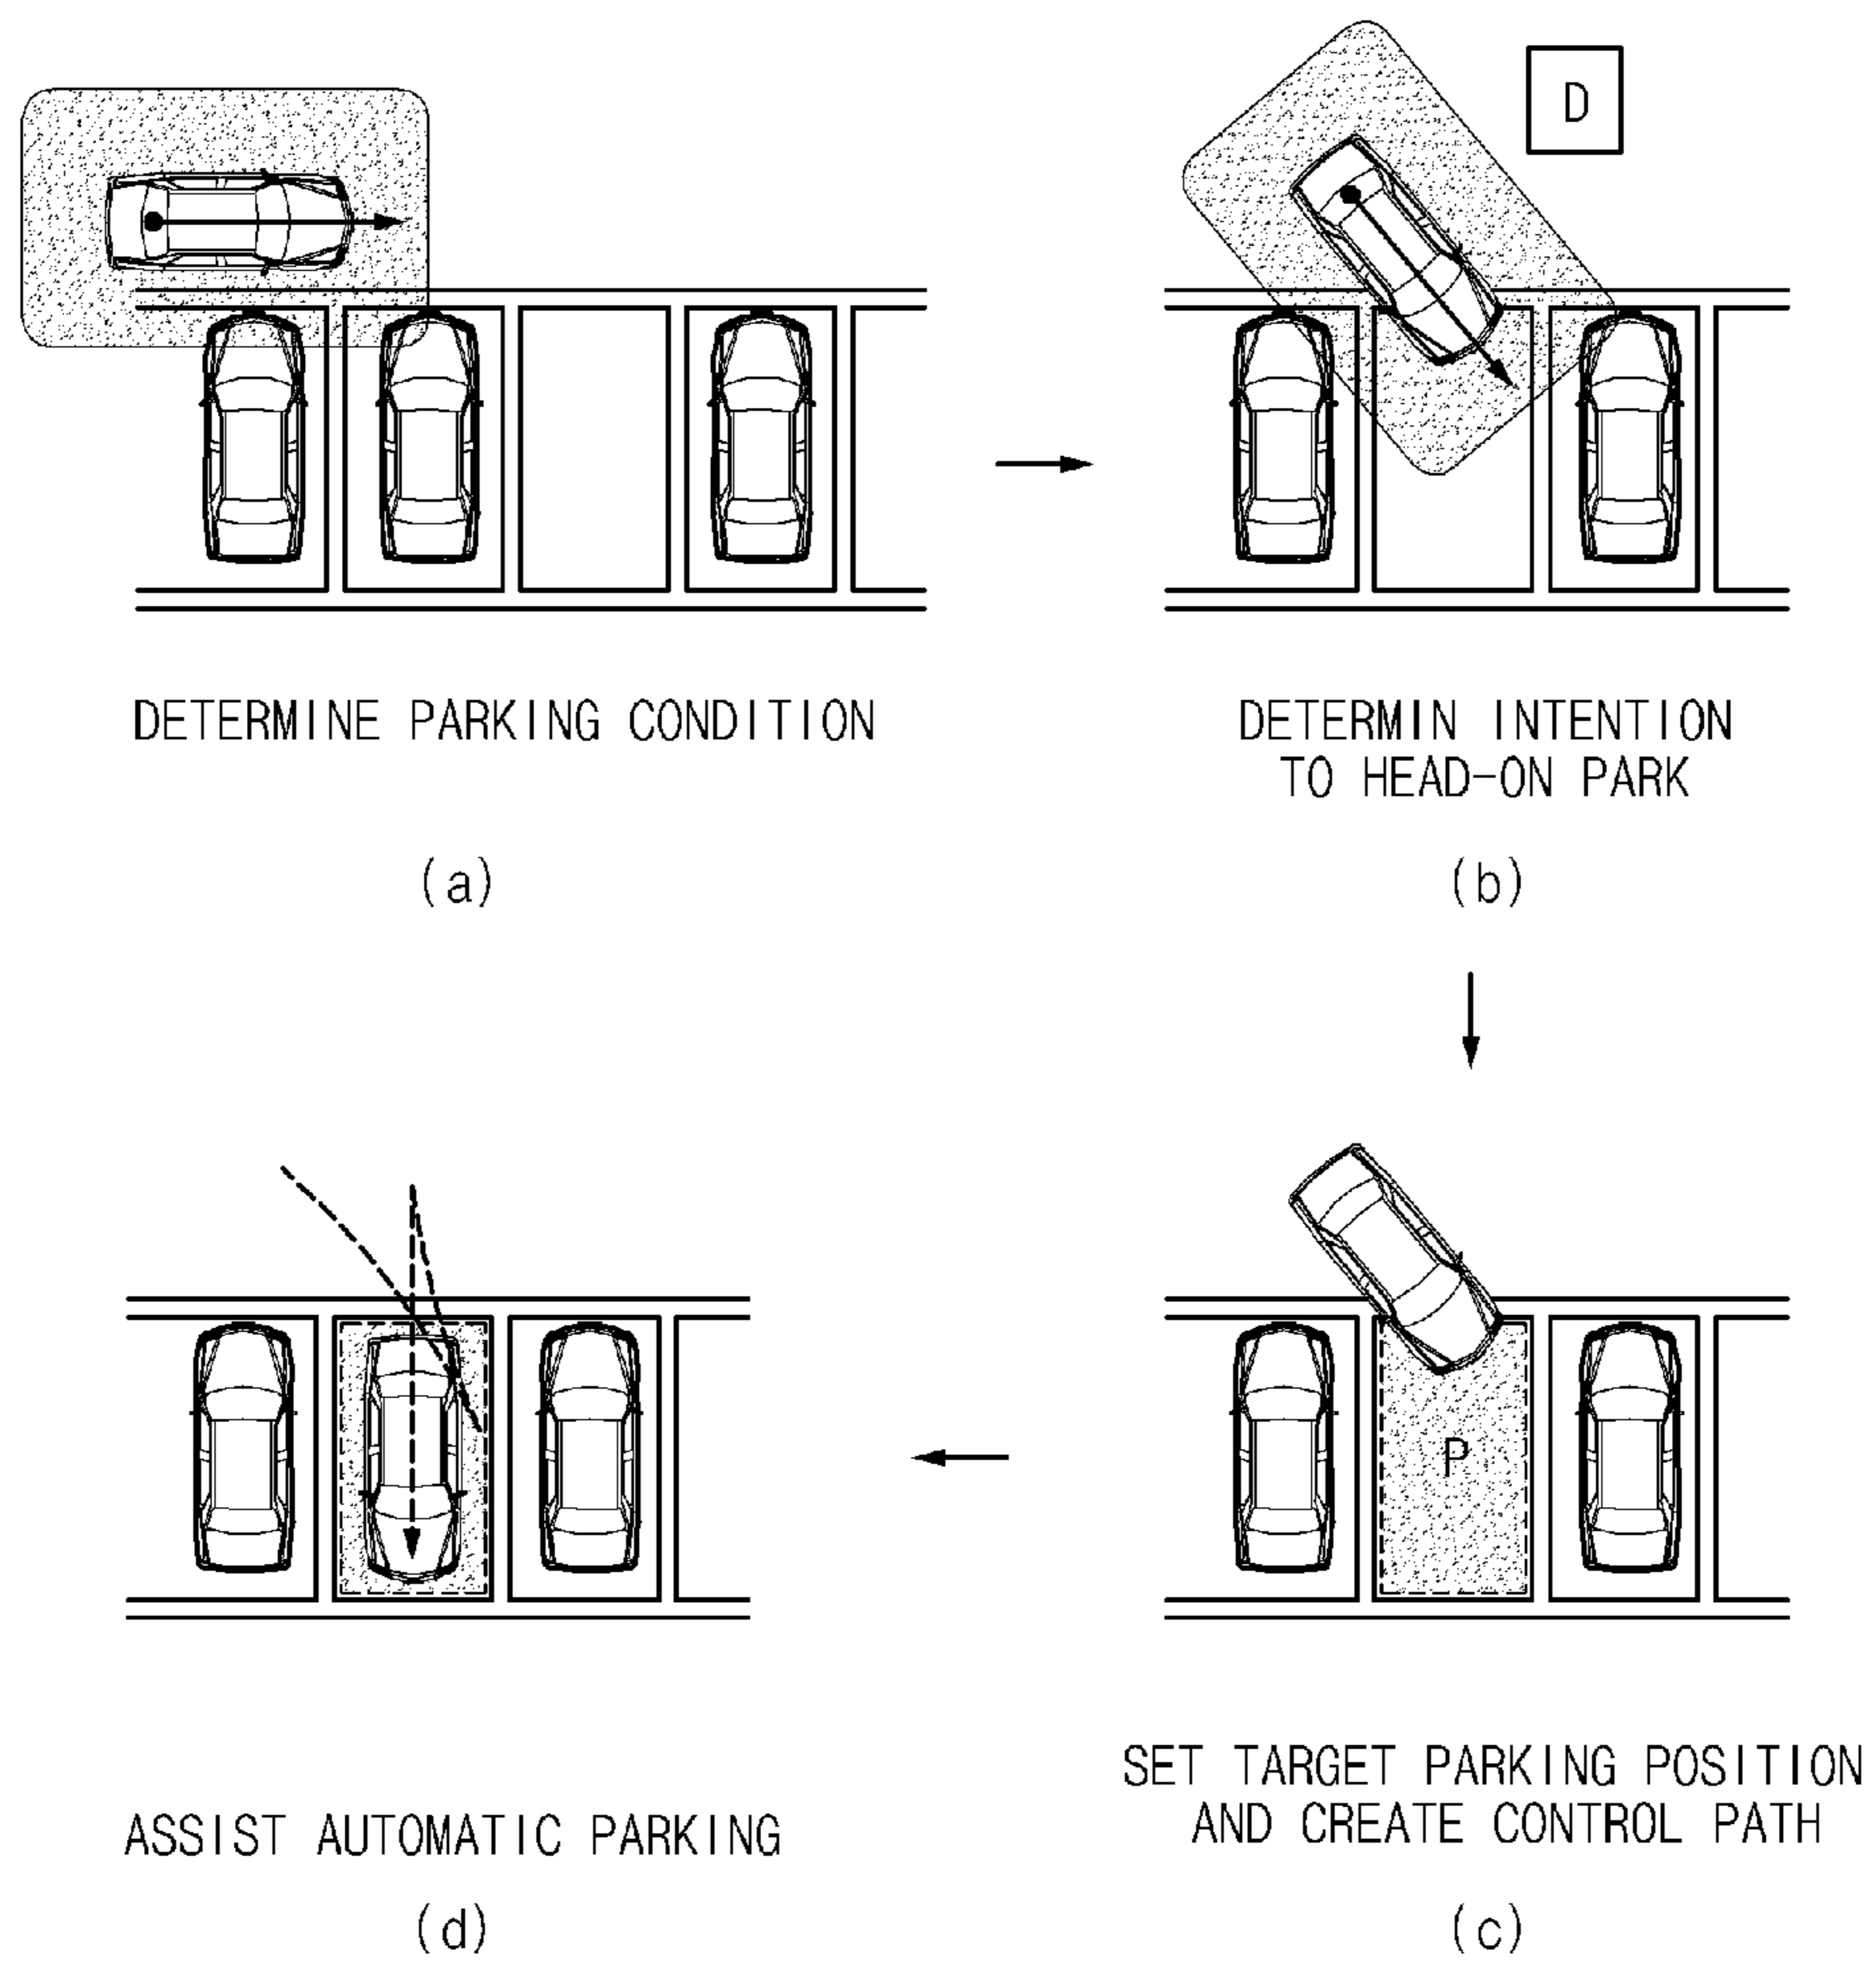 D
DETERMINE PARKING CONDITION
(a)
DETERMIN INTENTION
TO HEAD-ON PARK
(b)
P
SET TARGET PARKING POSITION
AND CREATE CONTROL PATH
(c)
ASSIST AUTOMATIC PARKING
(d)